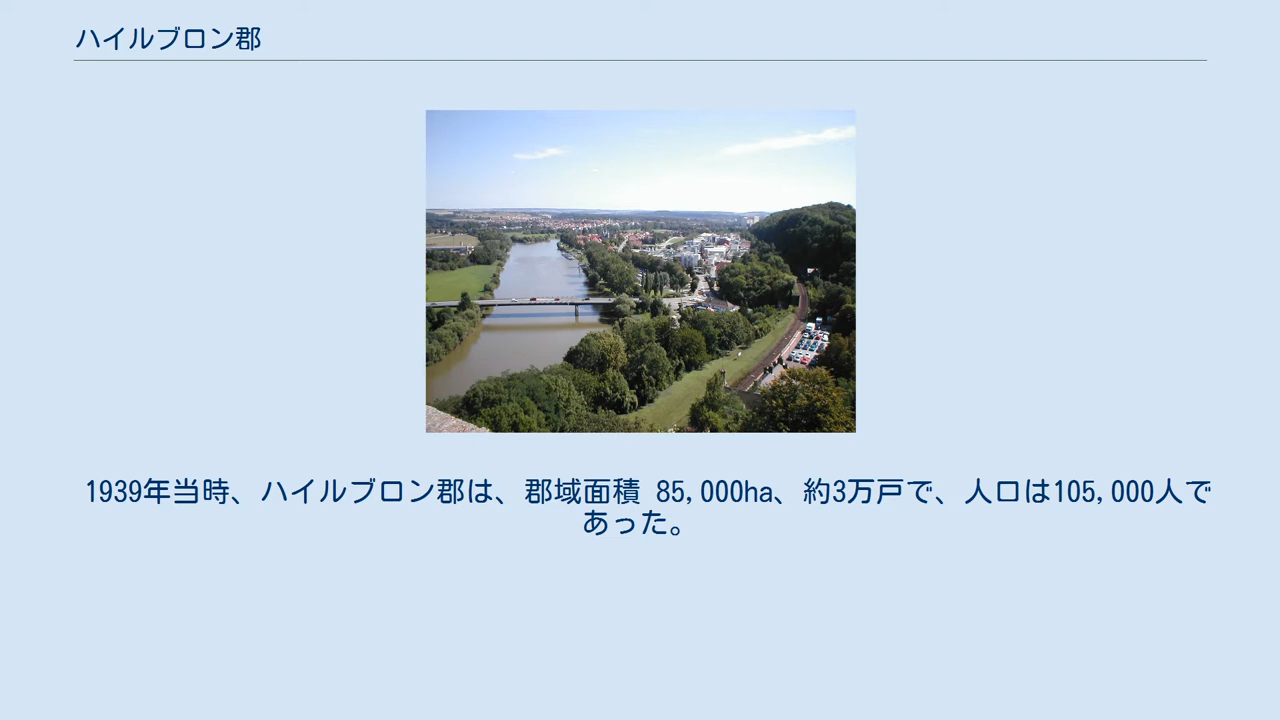 ハイルブロン郡
1939年当時、ハイルブロン郡は、郡域面積 85,000ha、約3万戸で、人口は105,000人で
あった。